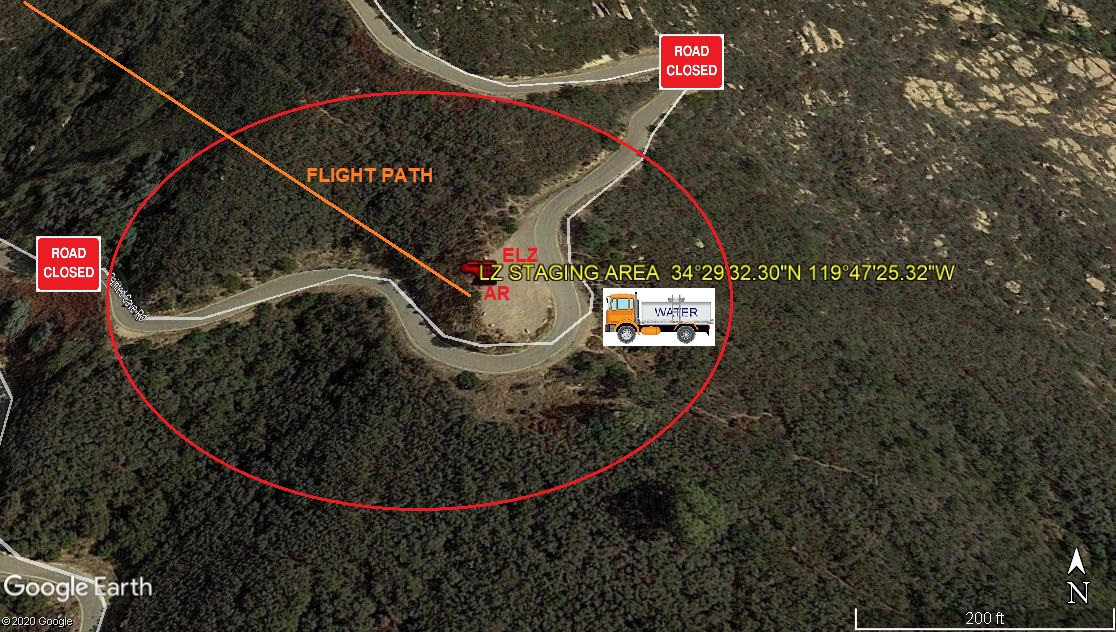 ROAD
CLOSED
FLIGHT PATH
ROAD
CLOSED
ELZ
LZ STAGING AREA 34°29'32.30"N 119°47'25.32"W
AR
WATER
Google Earth
©2020 Google
200 ft
N